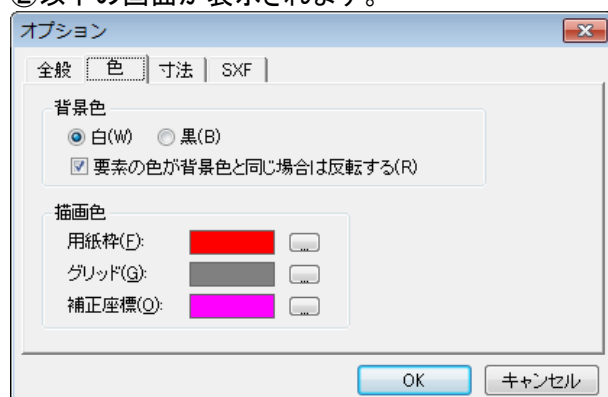 ②以下の画面が表示されます。
オプション
全般 色 寸法 SXF
背景色
白(W) 黒(B)
要素の色が背景色と同じ場合は反転する(R)
描画色
用紙枠(F): ...
グリッド(G): ...
補正座標(O): ...
OK キャンセル